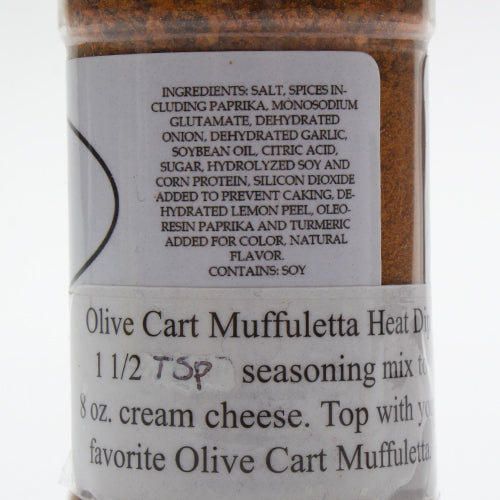 INGREDIENTS: SALT, SPICES IN-
CLUDING PAPRIKA, MONOSODIUM
GLUTAMATE, DEHYDRATED
ONION, DEHYDRATED GARLIC,
SOYBEAN OIL, CITRIC ACID,
SUGAR, HYDROLYZED SOY AND
CORN PROTEIN, SILICON DIOXIDE
ADDED TO PREVENT CAKING, DE-
HYDRATED LEMON PEEL, OLEO-
RESIN PAPRIKA AND TURMERIC
ADDED FOR COLOR, NATURAL
FLAVOR.
CONTAINS: SOY
Olive Cart Muffuletta Heat Dip
1 1/2 TSp seasoning mix to
8 oz. cream cheese. Top with you
favorite Olive Cart Muffuletta.